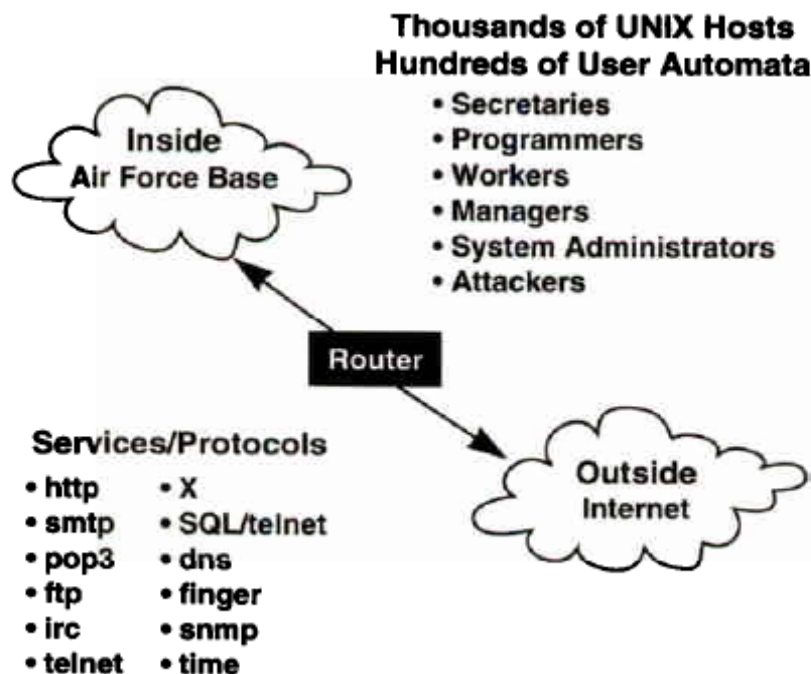 Thousands of UNIX Hosts
Hundreds of User Automata
• Secretaries
• Programmers
• Workers
• Managers
• System Administrators
• Attackers
Inside
Air Force Base
Router
Outside
Internet
Services/Protocols
• http • X
• smtp • SQL/telnet
• pop3 • dns
• ftp • finger
• irc • snmp
• telnet • time